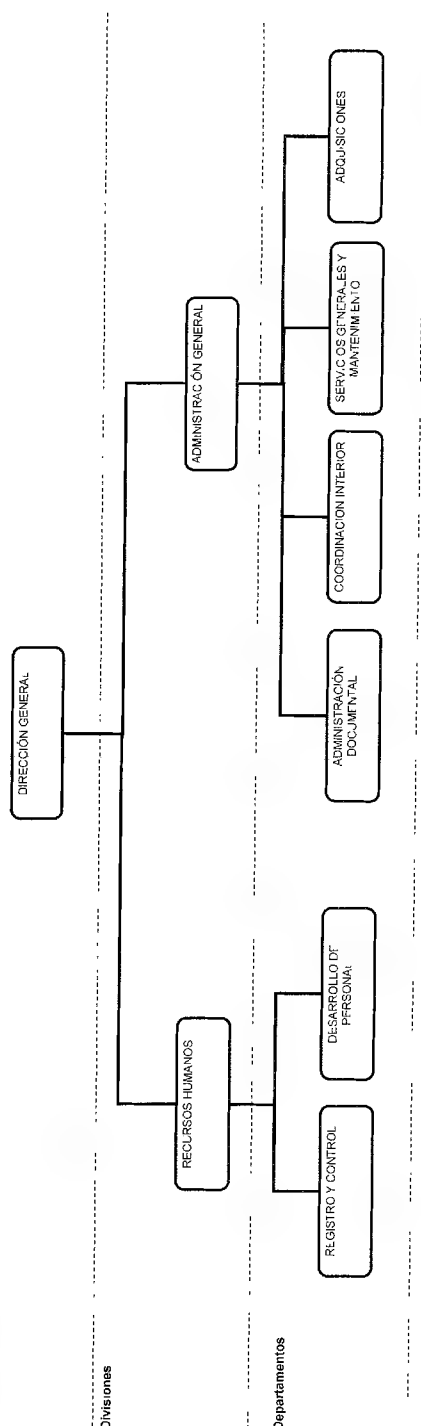 DIRECCIÓN GENERAL
Divisiones
RECURSOS HUMANOS
ADMINISTRACIÓN GENERAL
Departamentos
REGISTRO Y CONTROL
DESARROLLO DE
PERSONAL
ADMINISTRACIÓN
DOCUMENTAL
COORDINACION INTERIOR
SERVICIOS GENERALES Y
MANTENIMIENTO
ADQUISICIONES